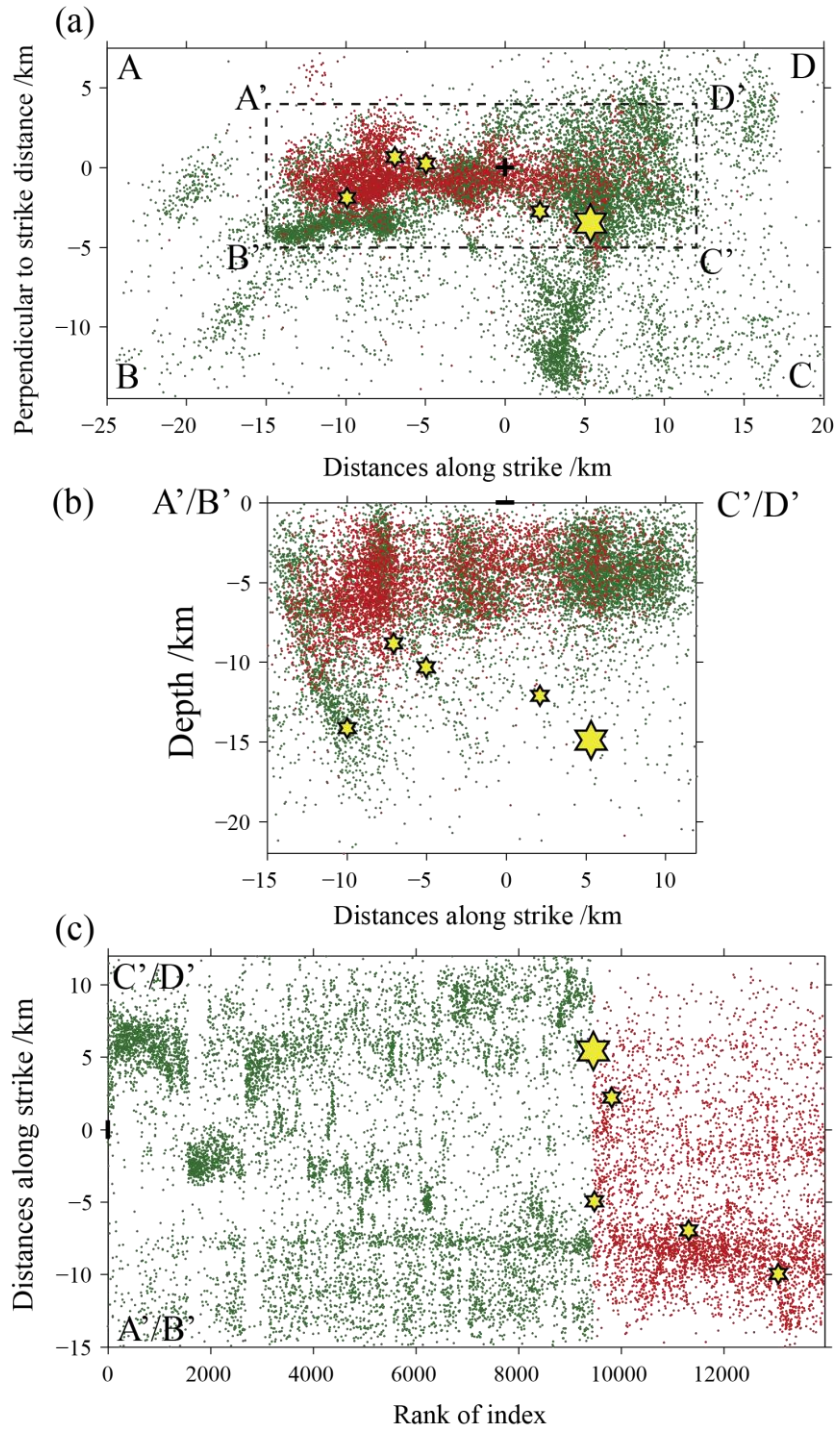 (a)
A
D
A’
D’
B’
C’
B
C
5
0
−5
−10
Perpendicular to strike distance /km
−25
−20
−15
−10
−5
0
5
10
15
20
Distances along strike /km
(b)
A’/B’
C’/D’
0
−5
−10
−15
−20
Depth /km
−15
−10
−5
0
5
10
Distances along strike /km
(c)
C’/D’
10
5
0
−5
−10
−15
Distances along strike /km
A’/B’
0
2000
4000
6000
8000
10000
12000
Rank of index